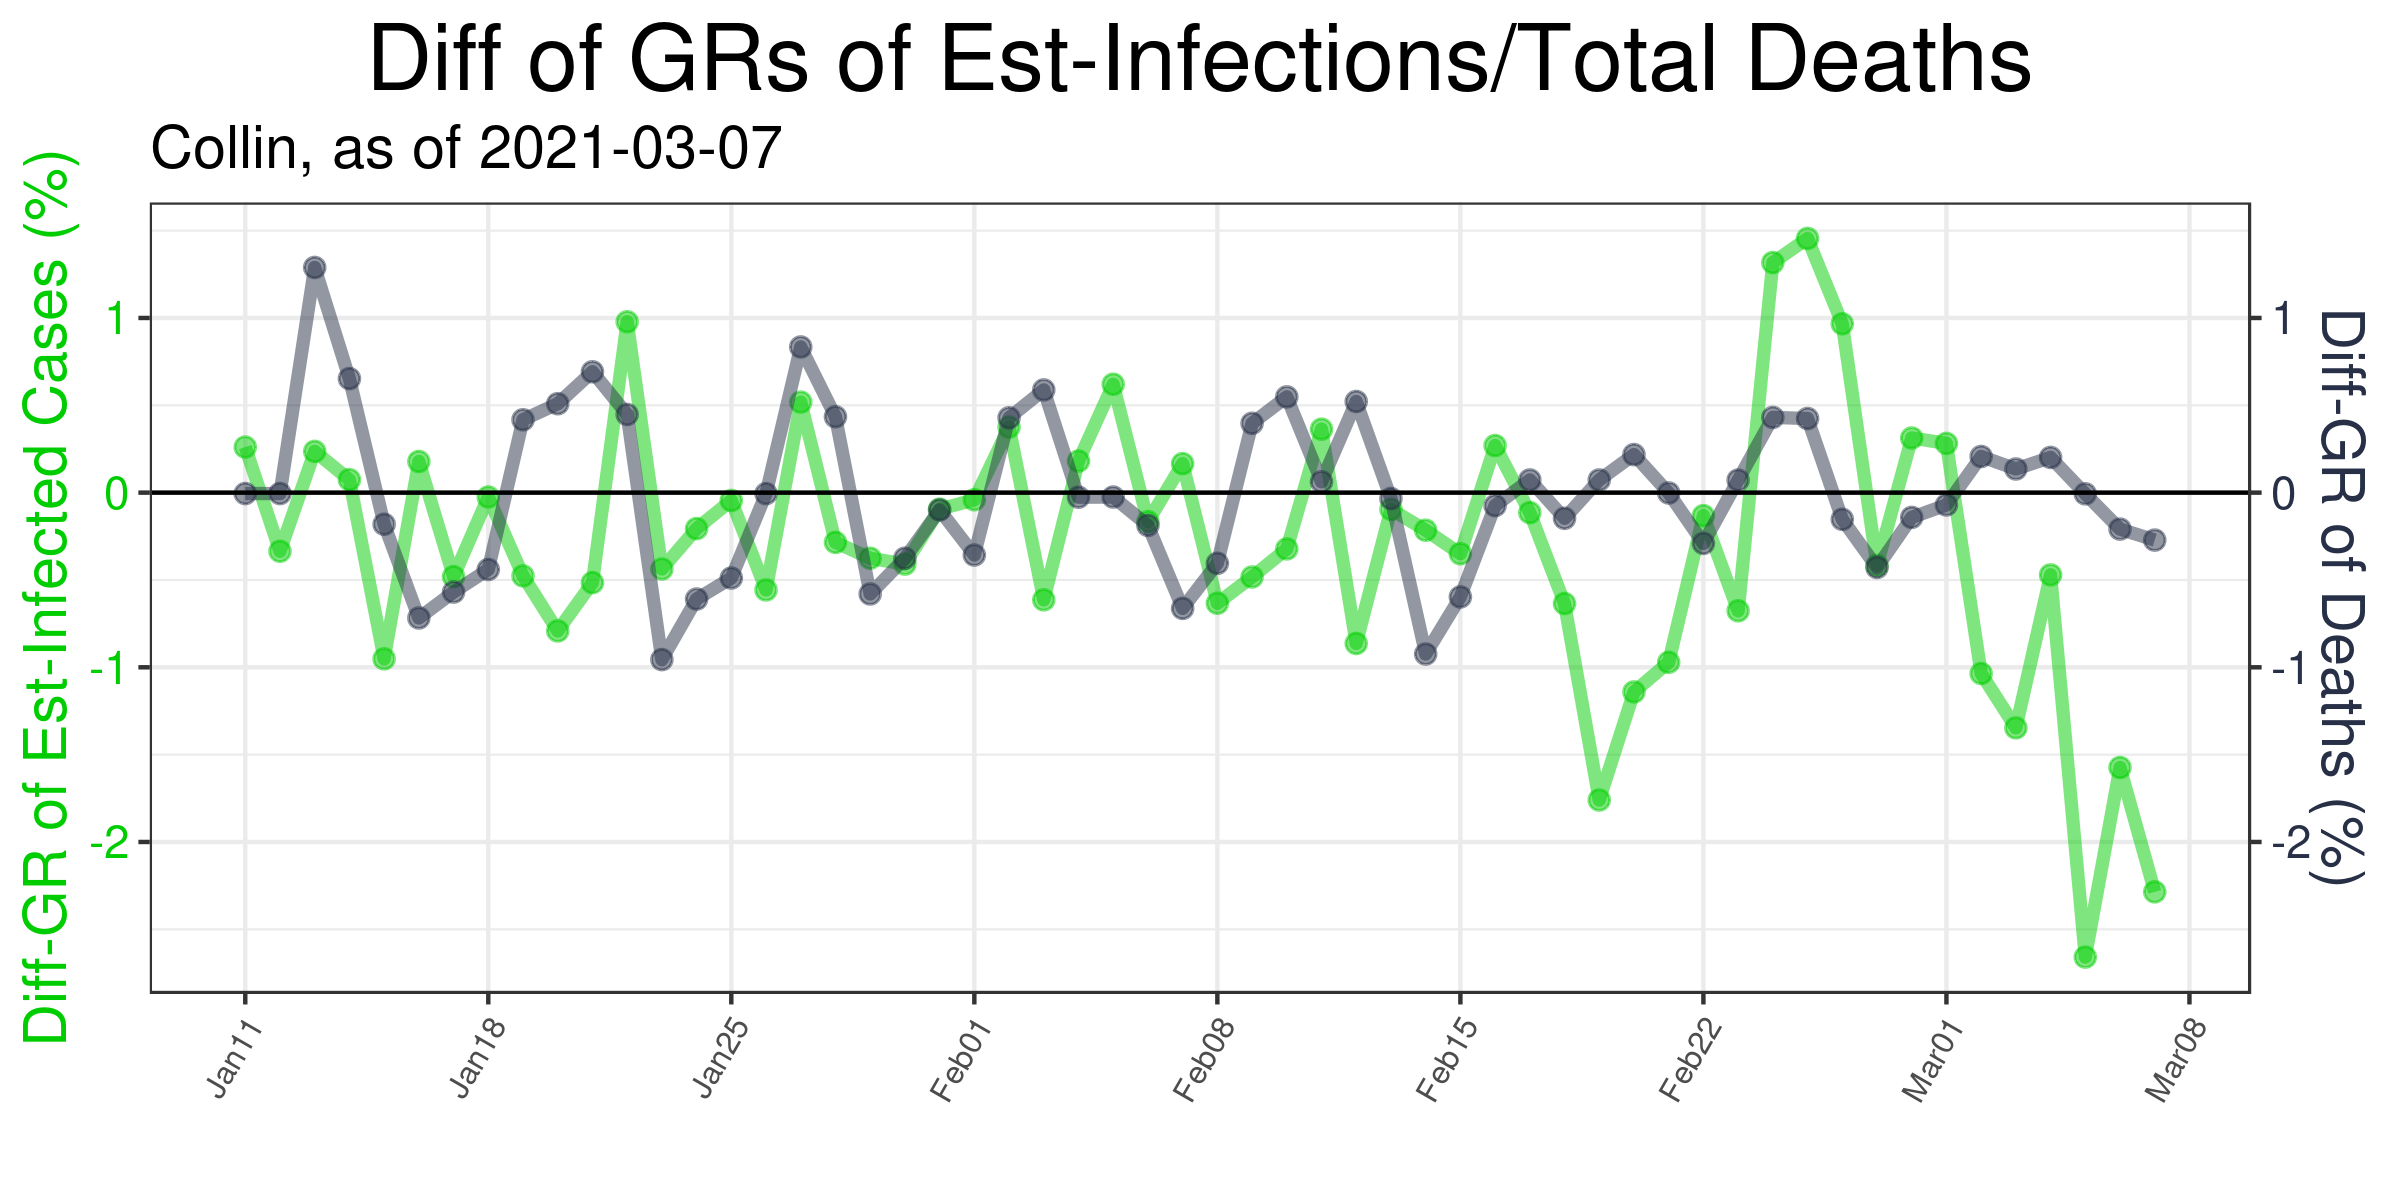 Diff of GRs of Est-Infections/Total Deaths
Collin, as of 2021-03-07
Diff-GR of Est-Infected Cases (%)
1
0
-1
-2
1
0
-1
-2
Diff-GR of Deaths (%)
Jan11
Jan18
Jan25
Feb01
Feb08
Feb15
Feb22
Mar01
Mar08